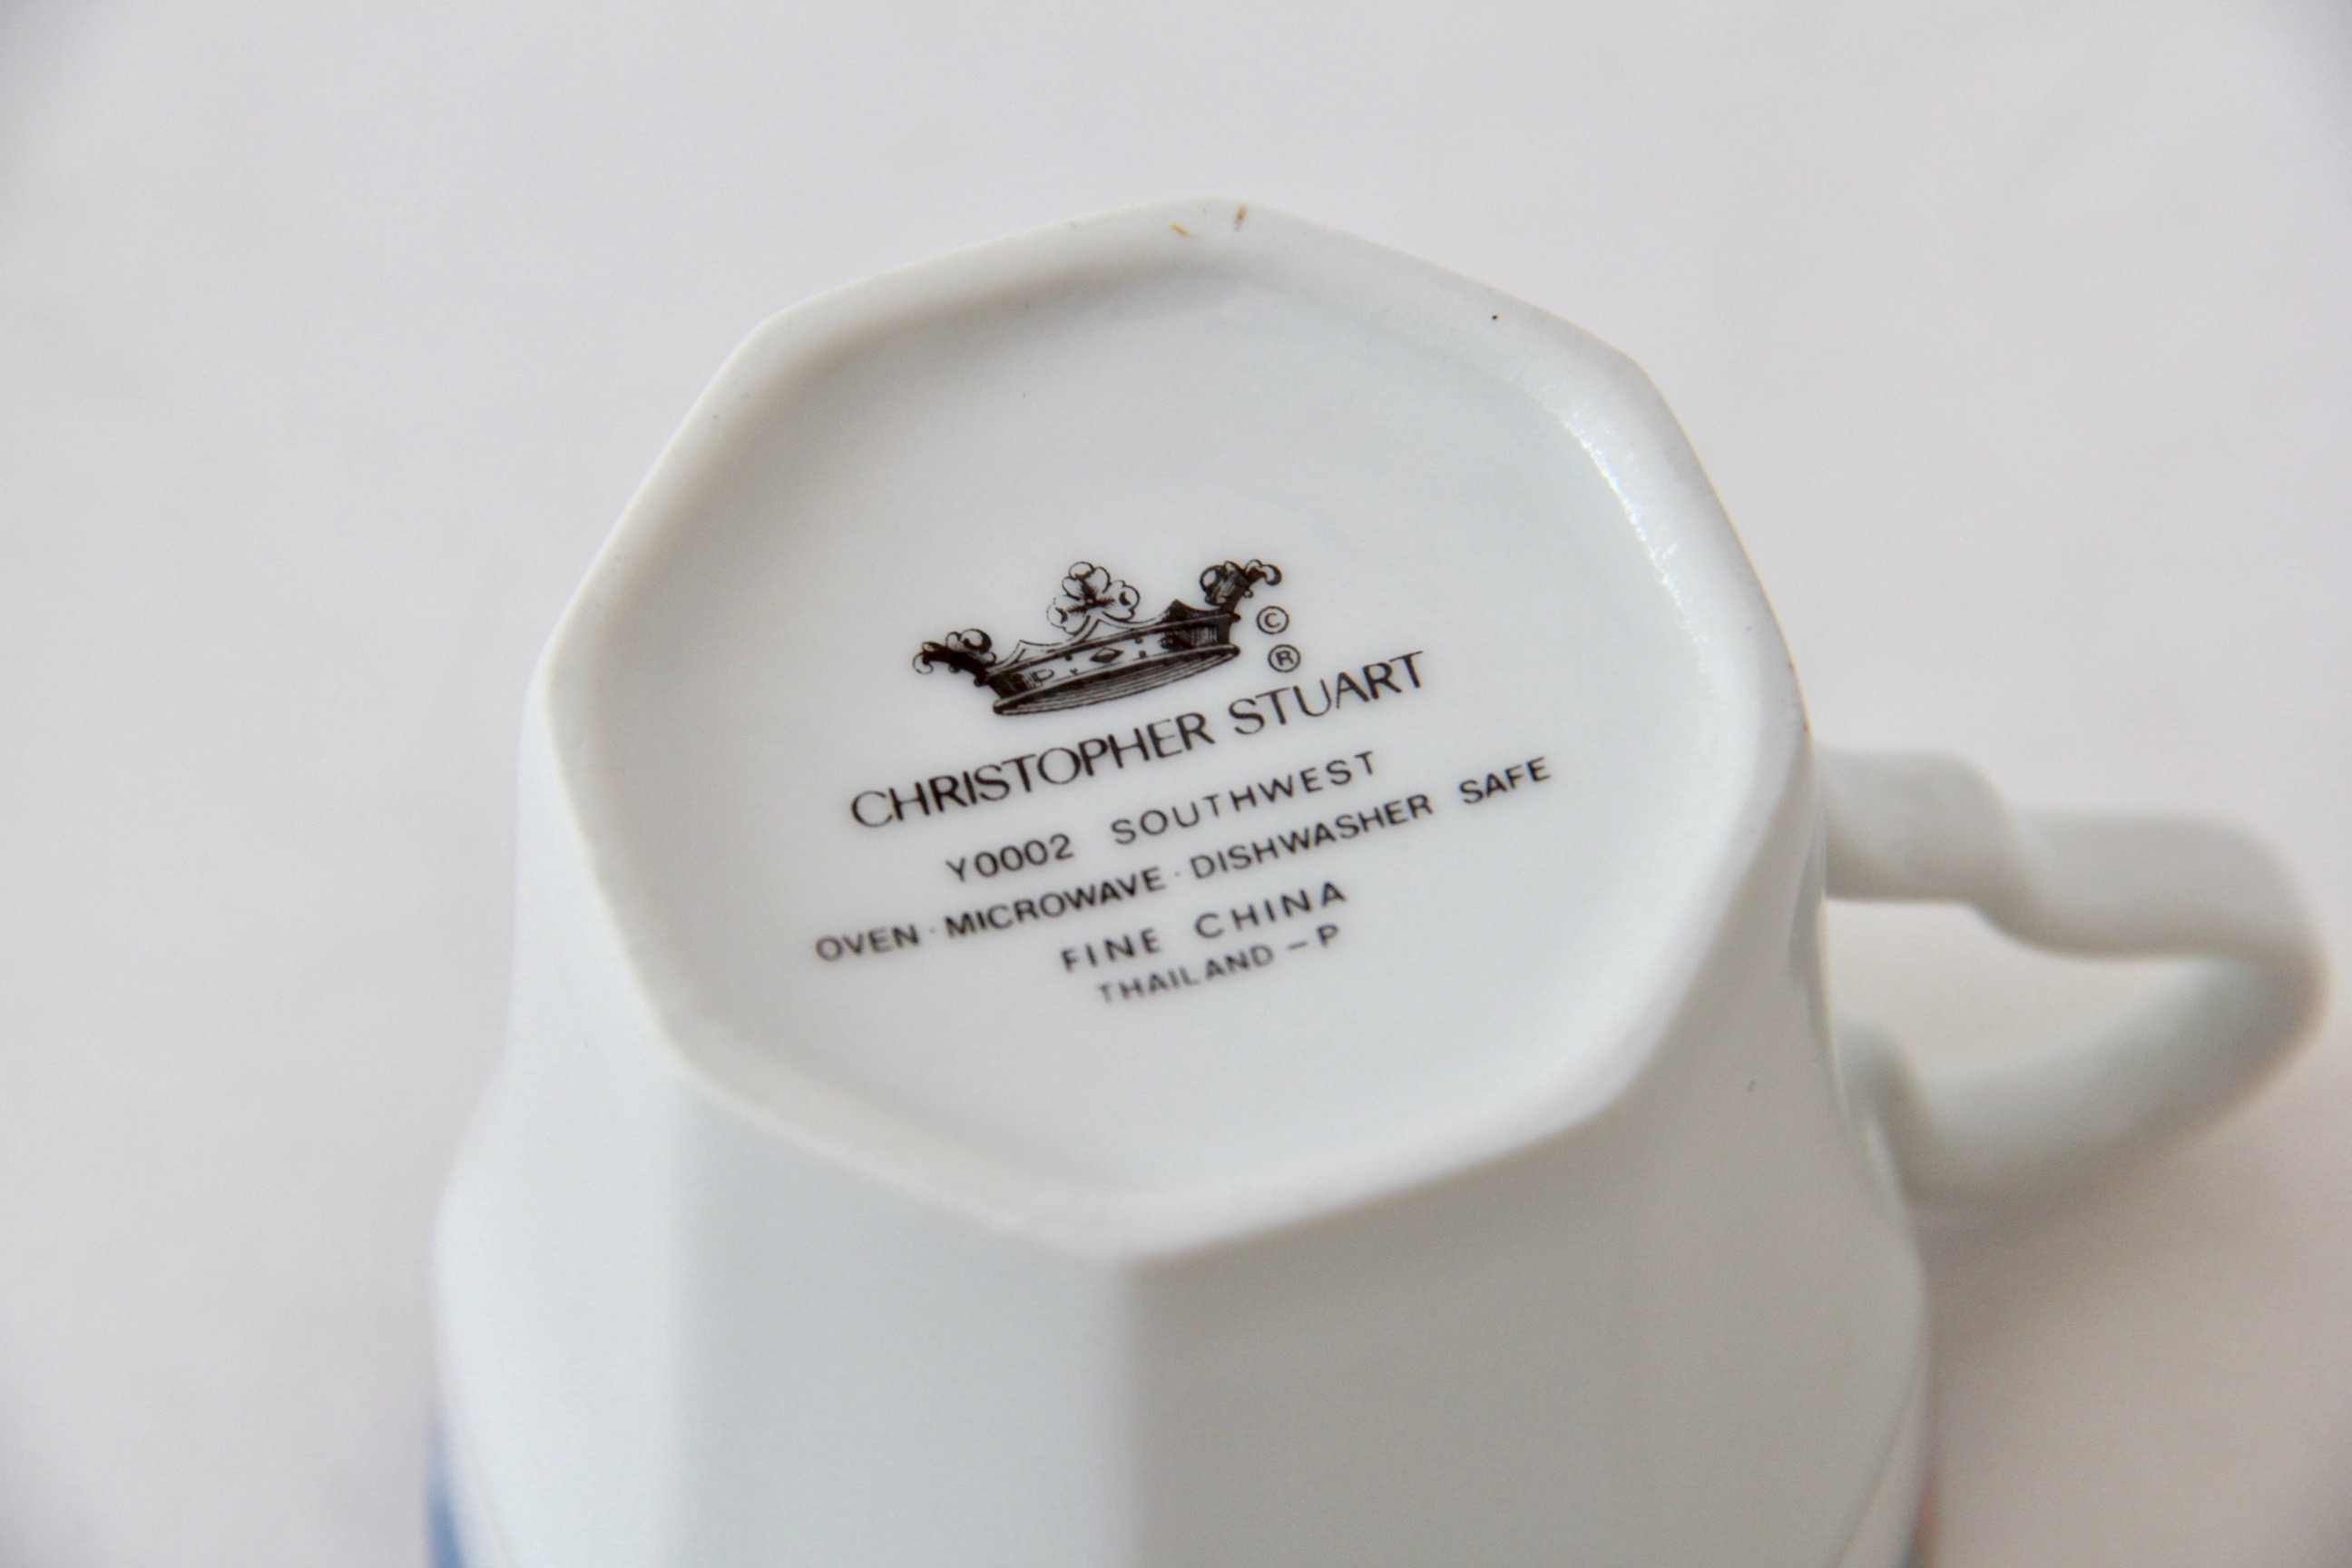 ©
®
CHRISTOPHER STUART
Y0002 SOUTHWEST
OVEN · MICROWAVE · DISHWASHER SAFE
FINE CHINA
THAILAND – P